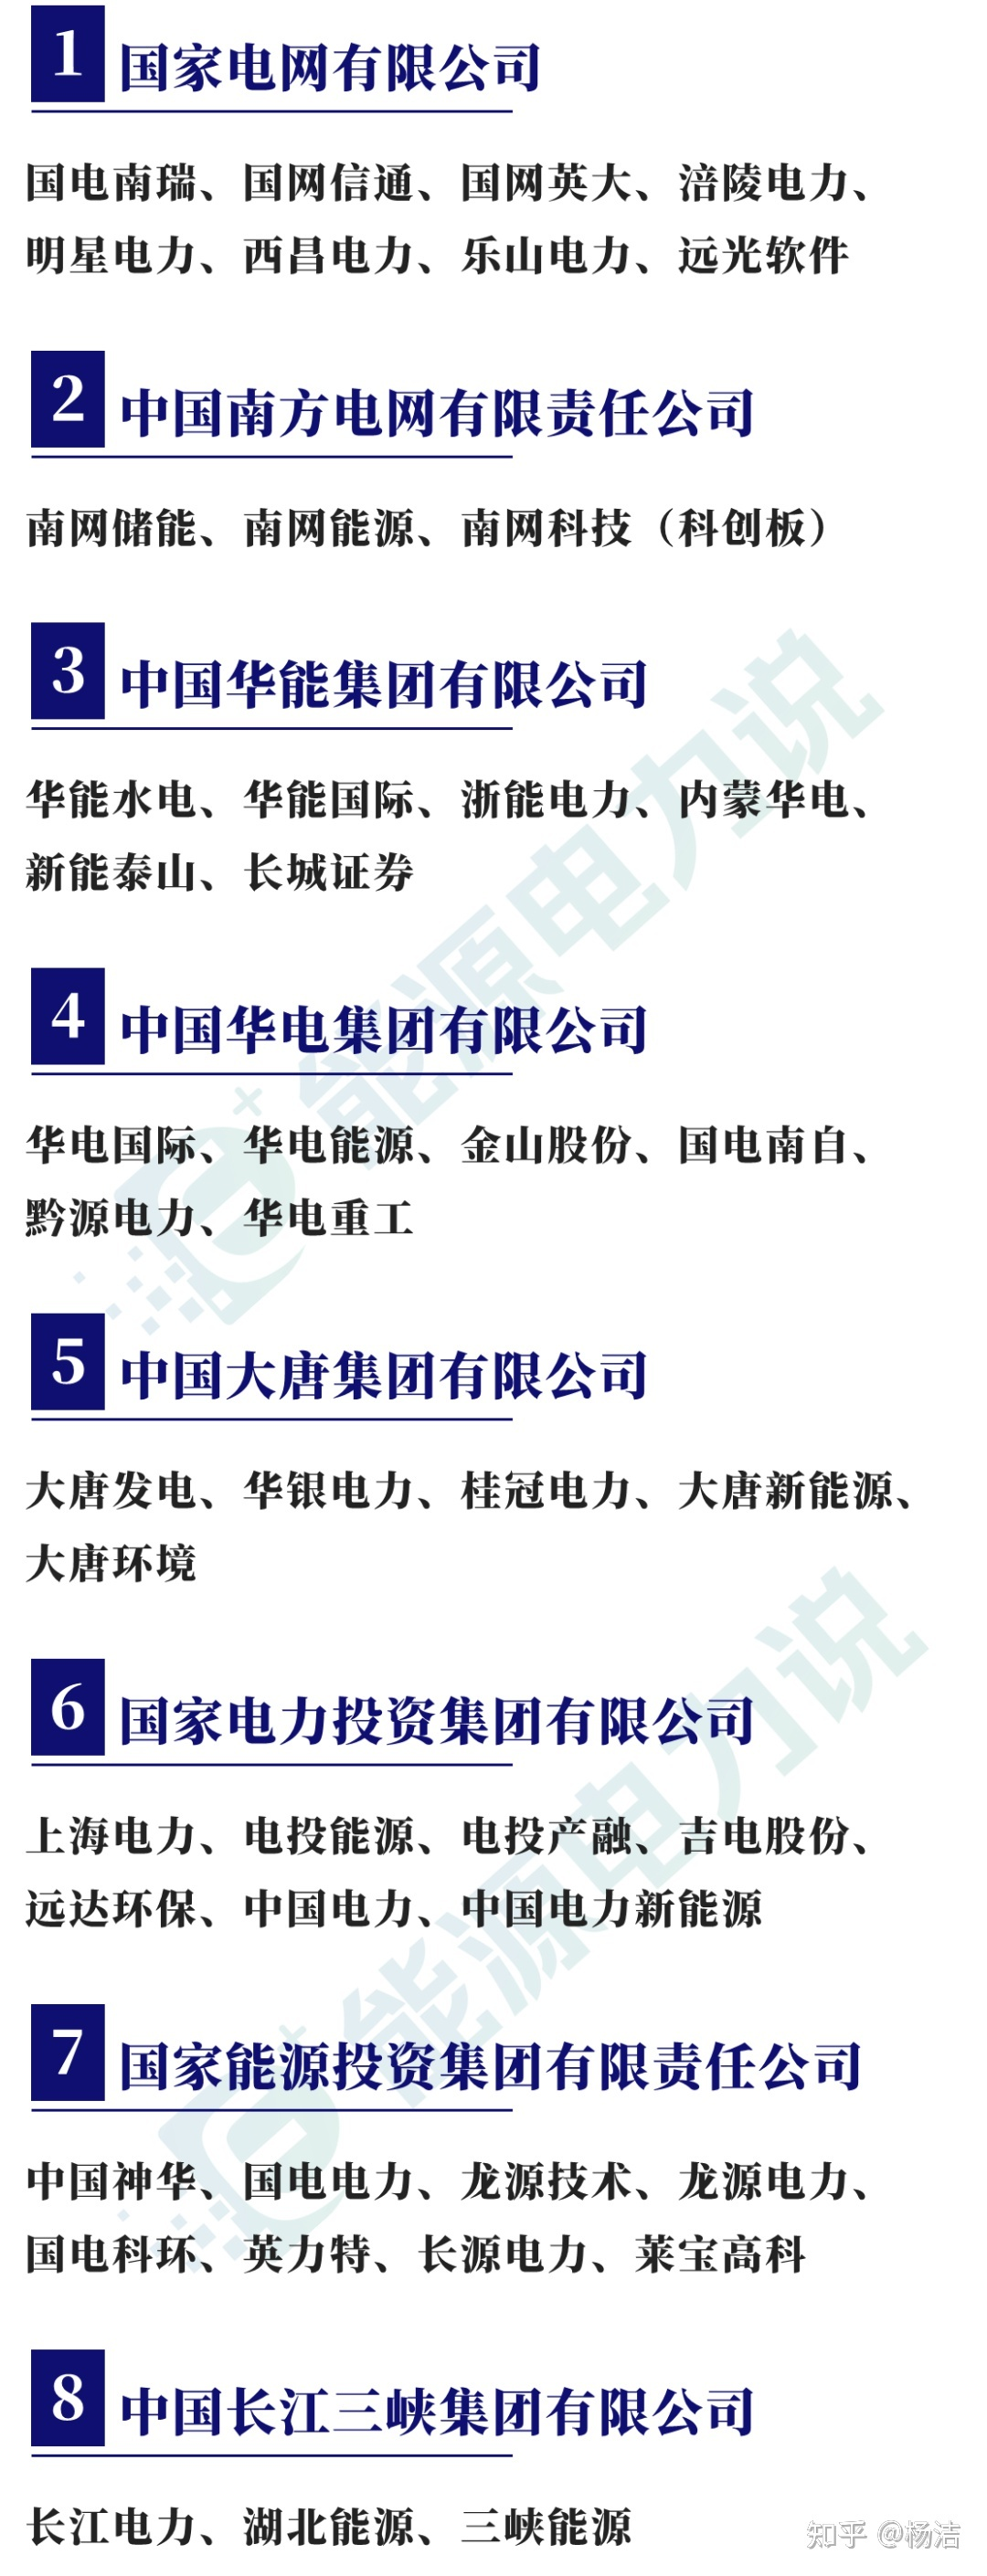 1 国家电网有限公司
国电南瑞、国网信通、国网英大、涪陵电力、
明星电力、西昌电力、乐山电力、远光软件
2 中国南方电网有限责任公司
南网储能、南网能源、南网科技（科创板）
3 中国华能集团有限公司
华能水电、华能国际、浙能电力、内蒙华电、
新能泰山、长城证券
4 中国华电集团有限公司
华电国际、华电能源、金山股份、国电南自、
黔源电力、华电重工
5 中国大唐集团有限公司
大唐发电、华银电力、桂冠电力、大唐新能源、
大唐环境
6 国家电力投资集团有限公司
上海电力、电投能源、电投产融、吉电股份、
远达环保、中国电力、中国电力新能源
7 国家能源投资集团有限责任公司
中国神华、国电电力、龙源技术、龙源电力、
国电科环、英力特、长源电力、莱宝高科
8 中国长江三峡集团有限公司
长江电力、湖北能源、三峡能源
能源电力说
能源电力说
知乎 @杨洁